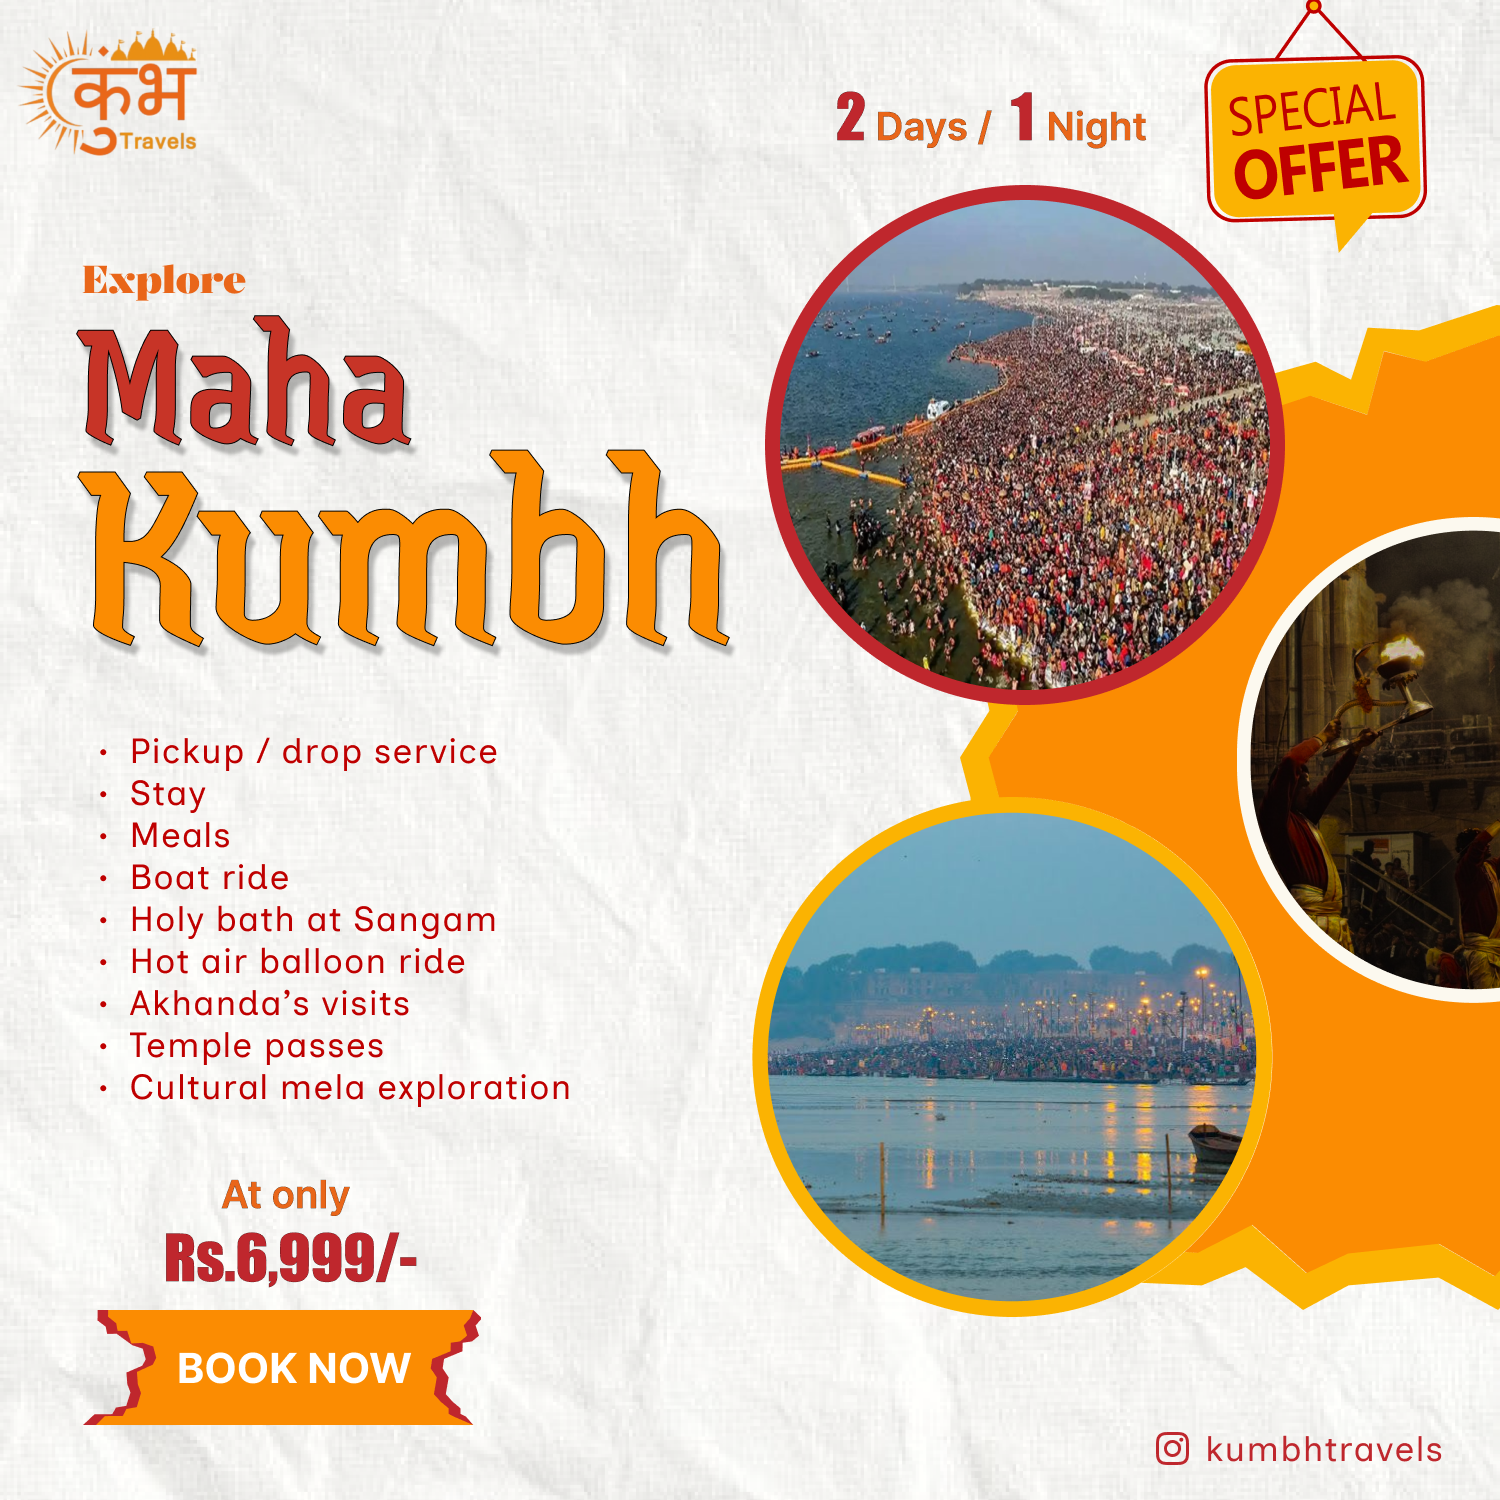 कुंभ
Travels
2 Days / 1 Night
SPECIAL
OFFER
Explore
Maha
Kumbh
• Pickup / drop service
• Stay
• Meals
• Boat ride
• Holy bath at Sangam
• Hot air balloon ride
• Akhanda’s visits
• Temple passes
• Cultural mela exploration
At only
Rs.6,999/-
BOOK NOW
kumbhtravels